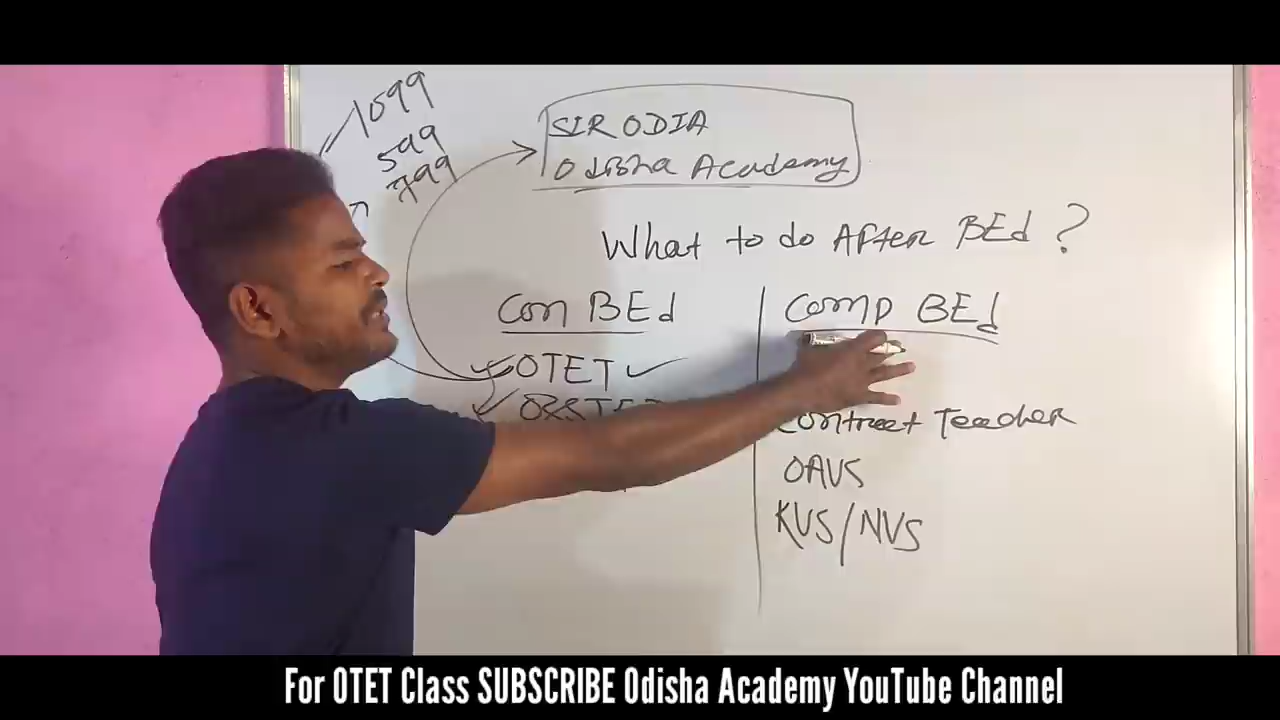 1099
599
799
SIR ODIA
Odisha Academy
What to do After BEd ?
Con BEd
OTET
Comp BEd
Contract Teacher
OAVS
KVS/NVS
For OTET Class SUBSCRIBE Odisha Academy YouTube Channel